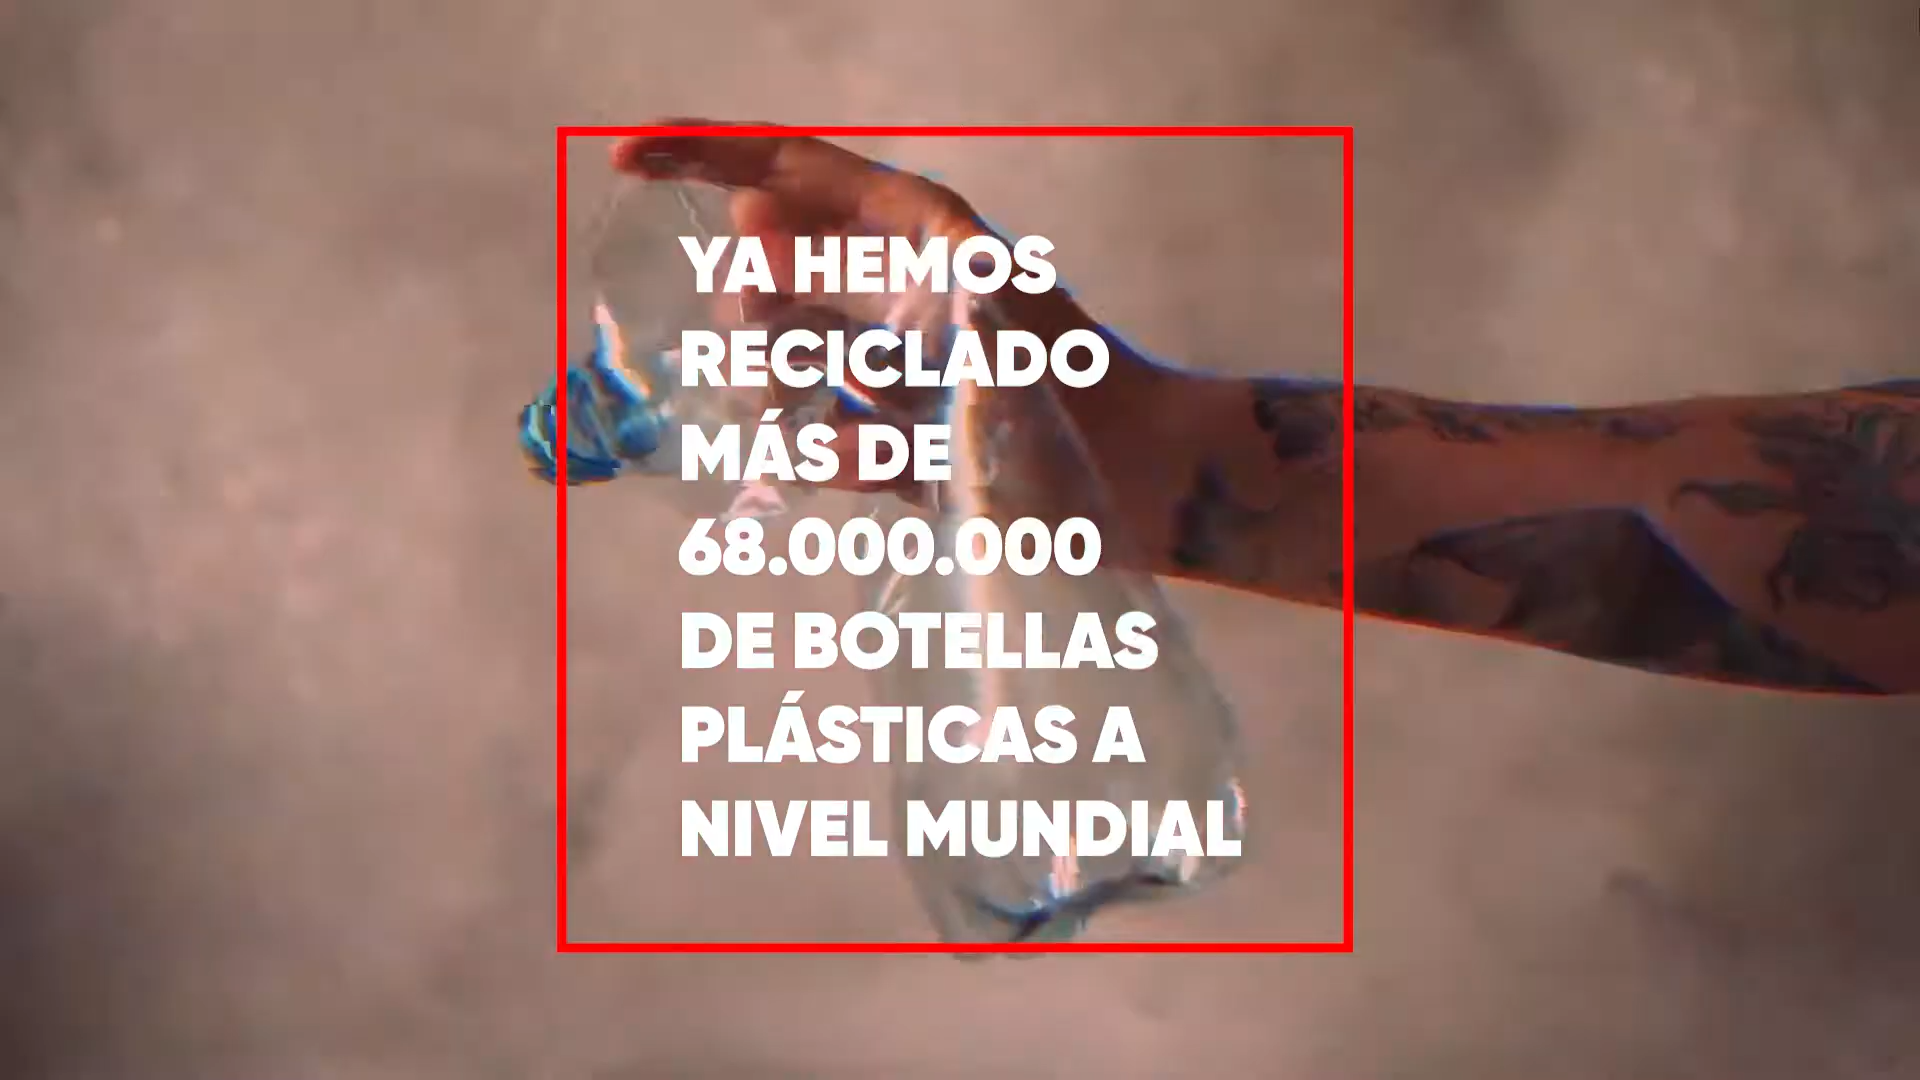 YA HEMOS
RECICLADO
MÁS DE
68.000.000
DE BOTELLAS
PLÁSTICAS A
NIVEL MUNDIAL